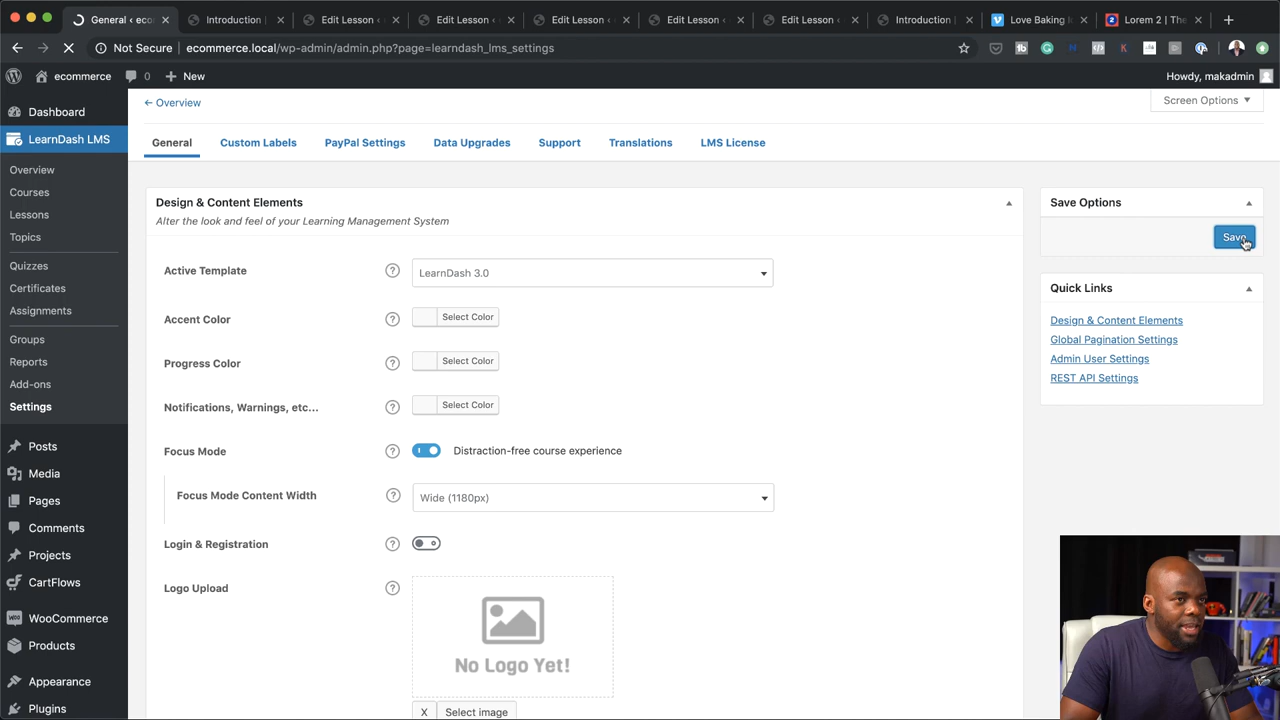 General ‹ ecom
Introduction |
Edit Lesson ‹
Edit Lesson ‹
Edit Lesson ‹
Edit Lesson ‹
Edit Lesson ‹
Introduction |
Love Baking I
Lorem 2 | The
Not Secure ecommerce.local/wp-admin/admin.php?page=learndash_lms_settings
ecommerce 0 New Howdy, makadmin
Dashboard
LearnDash LMS
Overview
Courses
Lessons
Topics
Quizzes
Certificates
Assignments
Groups
Reports
Add-ons
Settings
Posts
Media
Pages
Comments
Projects
CartFlows
WooCommerce
Products
Appearance
Plugins
← Overview
Screen Options ▼
General Custom Labels PayPal Settings Data Upgrades Support Translations LMS License
Design & Content Elements
Alter the look and feel of your Learning Management System
Active Template ? LearnDash 3.0
Accent Color ? Select Color
Progress Color ? Select Color
Notifications, Warnings, etc... ? Select Color
Focus Mode ? Distraction-free course experience
Focus Mode Content Width ? Wide (1180px)
Login & Registration ?
Logo Upload ?
No Logo Yet!
X Select image
Save Options
Save
Quick Links
Design & Content Elements
Global Pagination Settings
Admin User Settings
REST API Settings